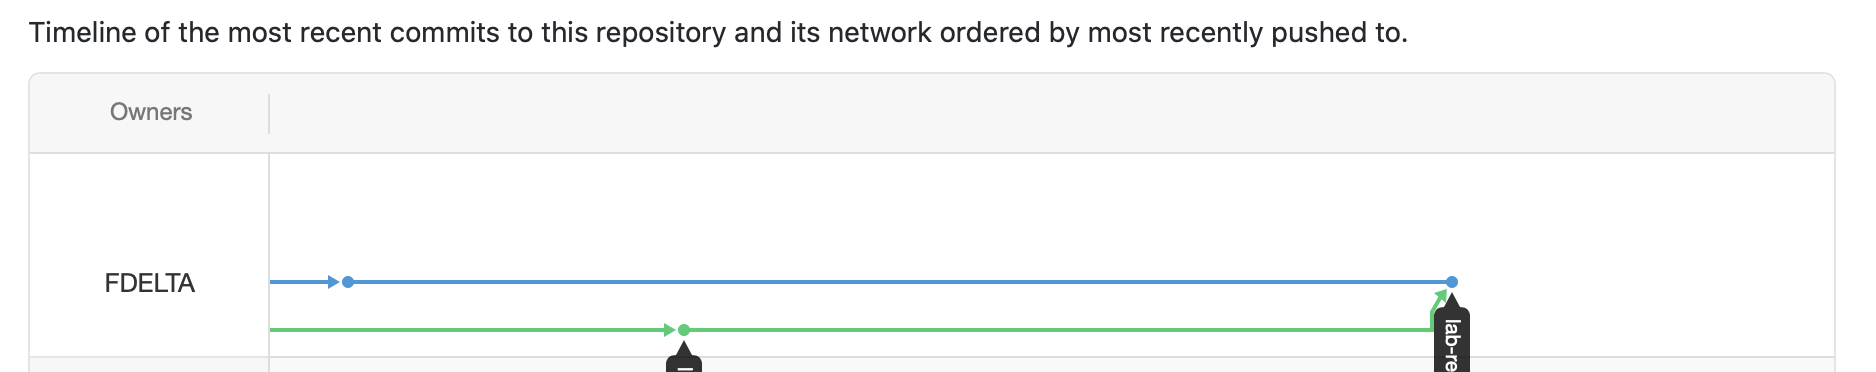 Timeline of the most recent commits to this repository and its network ordered by most recently pushed to.
Owners
FDELTA
lab-re